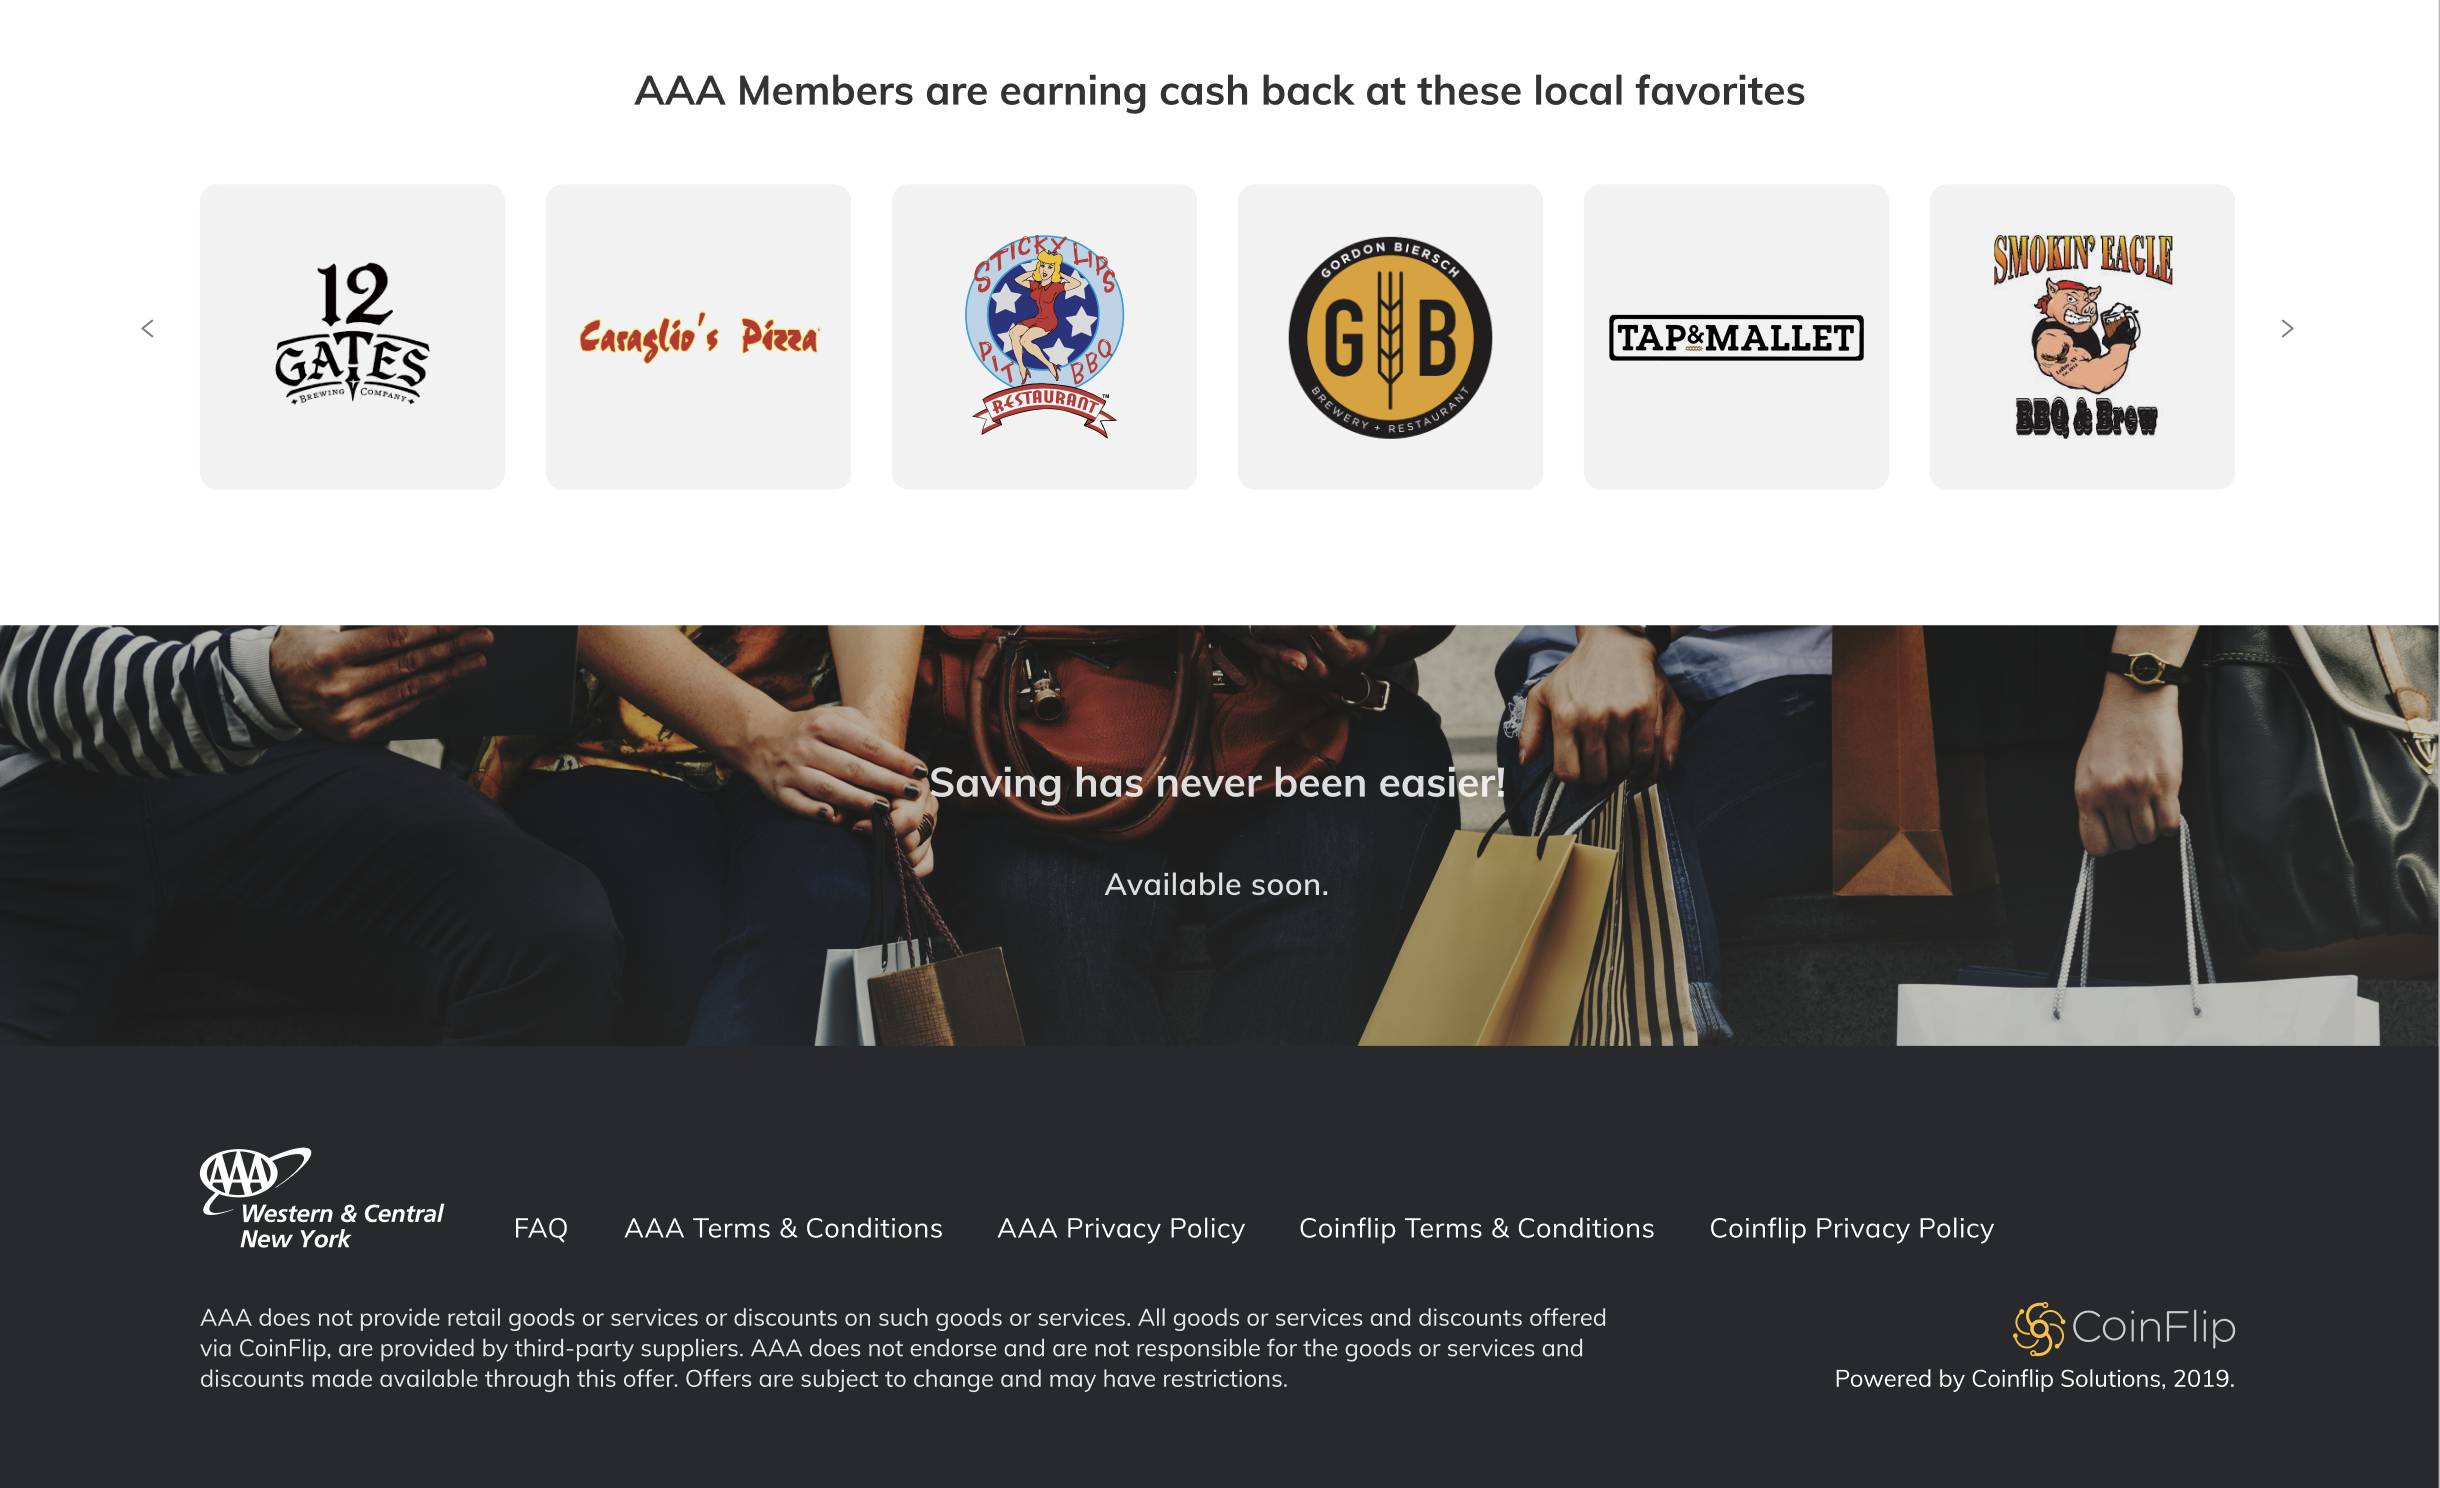 AAA Members are earning cash back at these local favorites
12
GATES
BREWING COMPANY
Caraglio's Pizza
STICKY LIPS
PIT BBQ
RESTAURANT™
GORDON BIERSCH
G B
BREWERY + RESTAURANT
TAP&MALLET
SMOKIN' EAGLE
BBQ & Brew
Saving has never been easier!
Available soon.
AAA
Western & Central
New York
FAQ
AAA Terms & Conditions
AAA Privacy Policy
Coinflip Terms & Conditions
Coinflip Privacy Policy
AAA does not provide retail goods or services or discounts on such goods or services. All goods or services and discounts offered
via CoinFlip, are provided by third-party suppliers. AAA does not endorse and are not responsible for the goods or services and
discounts made available through this offer. Offers are subject to change and may have restrictions.
CoinFlip
Powered by Coinflip Solutions, 2019.